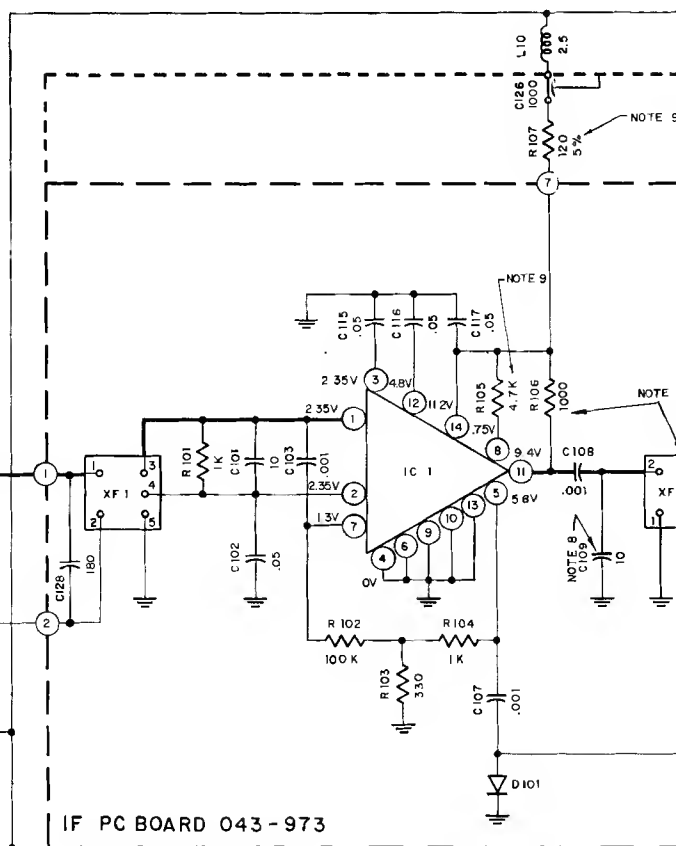 L10
2.5
C126
1000
R107
120
5%
NOTE 9
7
NOTE 9
C115
.05
C116
.05
C117
.05
2 35V
3
4.8V
12
11.2V
R105
4.7K
R106
1000
NOTE
2 35V
1
14
.75V
8
9.4V
C108
.001
1
1
3
XF 1
4
2
5
R101
1K
C101
10
C103
.001
IC 1
11
2
XF
1
2.35V
2
5
5.8V
1.3V
7
13
10
9
6
4
0V
C128
180
C102
.05
NOTE 8
C109
10
2
R 102
100 K
R 104
1 K
R103
330
C107
.001
D101
IF PC BOARD 043-973